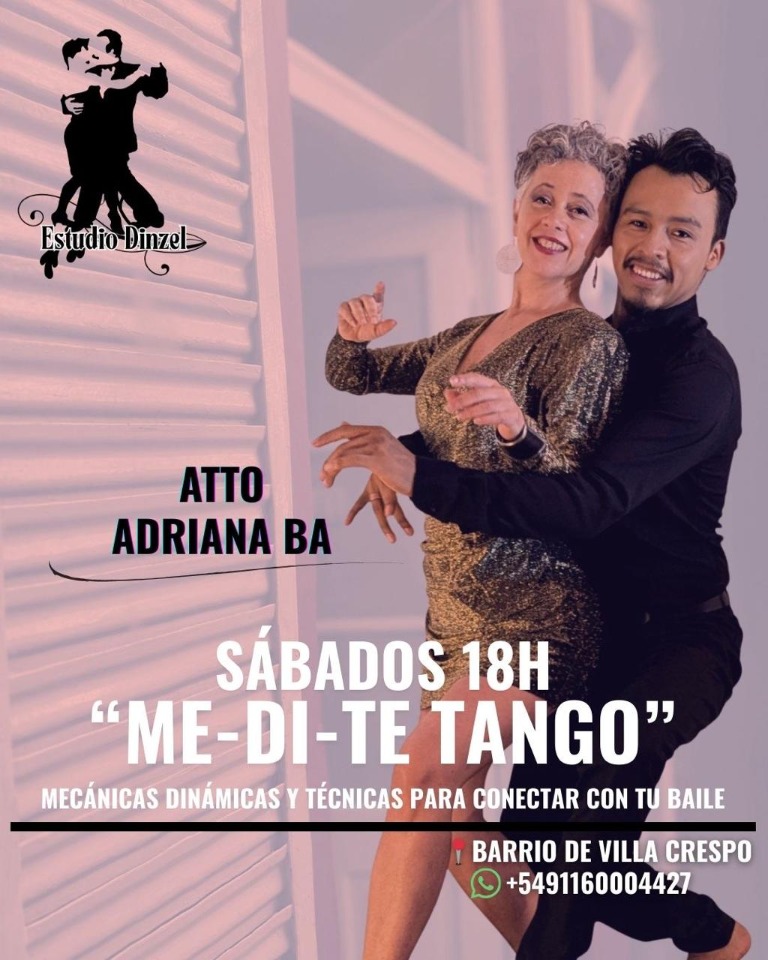 Estudio Dinzel
ATTO
ADRIANA BA
SÁBADOS 18H
“ME-DI-TE TANGO”
MECÁNICAS DINÁMICAS Y TÉCNICAS PARA CONECTAR CON TU BAILE
BARRIO DE VILLA CRESPO
+5491160004427